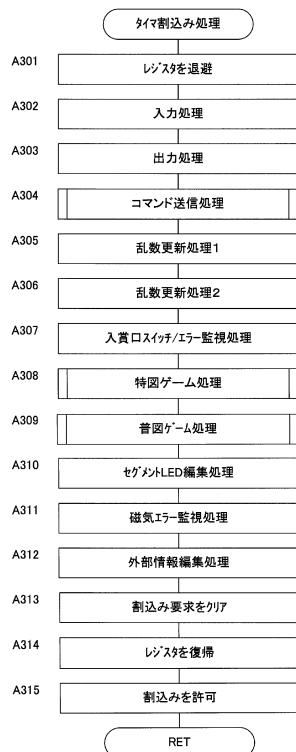 タイマ割込み処理
A301 レジスタを退避
A302 入力処理
A303 出力処理
A304 コマンド送信処理
A305 乱数更新処理1
A306 乱数更新処理2
A307 入賞口スイッチ/エラー監視処理
A308 特図ゲーム処理
A309 普図ゲーム処理
A310 セグメントLED編集処理
A311 磁気エラー監視処理
A312 外部情報編集処理
A313 割込み要求をクリア
A314 レジスタを復帰
A315 割込みを許可
RET